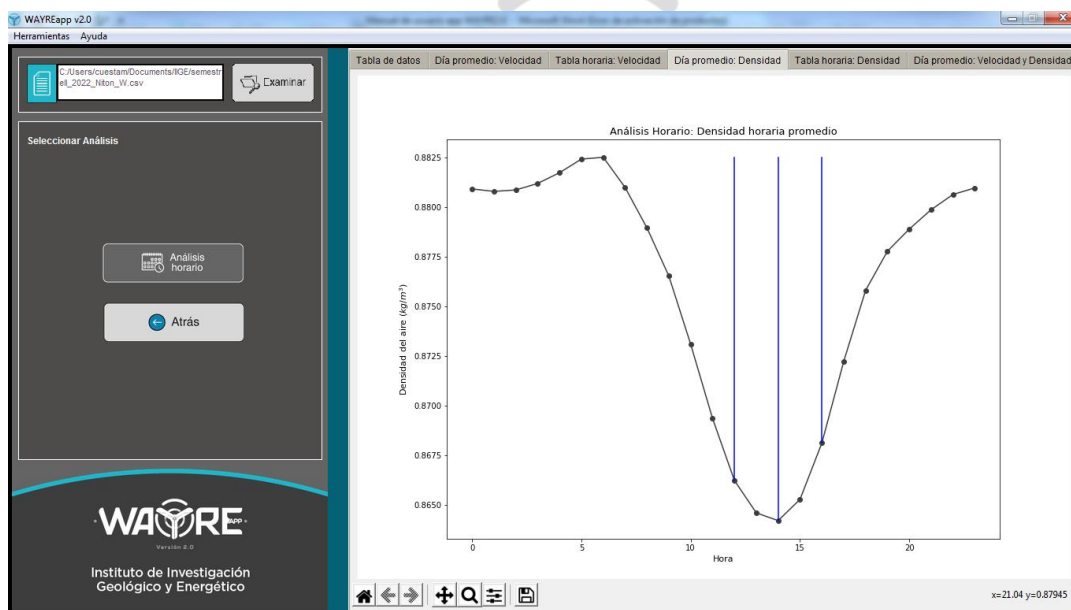 WAYREapp v2.0
Herramientas Ayuda
C:/Users/cuestam/Documents/IIGE/semestr
eII_2022_Niton_W.csv
Examinar
Seleccionar Análisis
Análisis
horario
Atrás
WAYRE APP
Versión 2.0
Instituto de Investigación
Geológico y Energético
Tabla de datos Día promedio: Velocidad Tabla horaria: Velocidad Día promedio: Densidad Tabla horaria: Densidad Día promedio: Velocidad y Densidad
Análisis Horario: Densidad horaria promedio
Densidad del aire (kg/m³)
0.8825
0.8800
0.8775
0.8750
0.8725
0.8700
0.8675
0.8650
0 5 10 15 20
Hora
x=21.04 y=0.87945